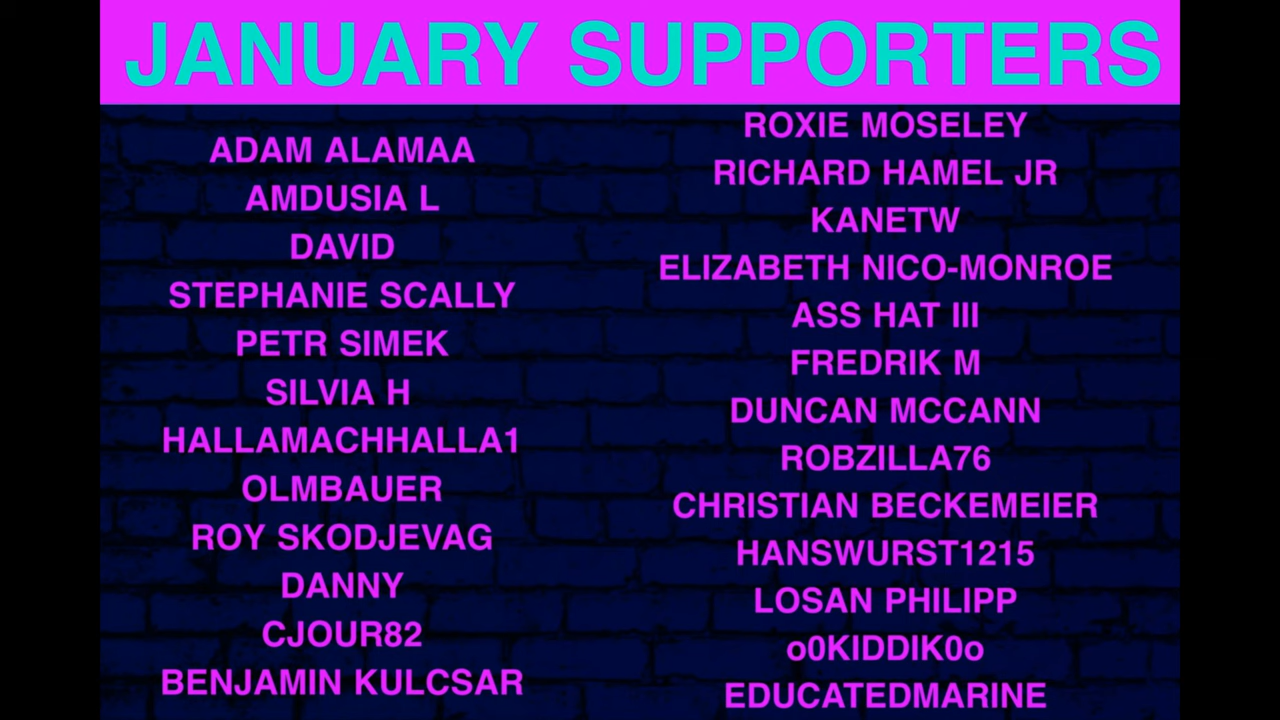 JANUARY SUPPORTERS
ADAM ALAMAA
AMDUSIA L
DAVID
STEPHANIE SCALLY
PETR SIMEK
SILVIA H
HALLAMACHHALLA1
OLMBAUER
ROY SKODJEVAG
DANNY
CJOUR82
BENJAMIN KULCSAR
ROXIE MOSELEY
RICHARD HAMEL JR
KANETW
ELIZABETH NICO-MONROE
ASS HAT III
FREDRIK M
DUNCAN MCCANN
ROBZILLA76
CHRISTIAN BECKEMEIER
HANSWURST1215
LOSAN PHILIPP
o0KIDDIK0o
EDUCATEDMARINE